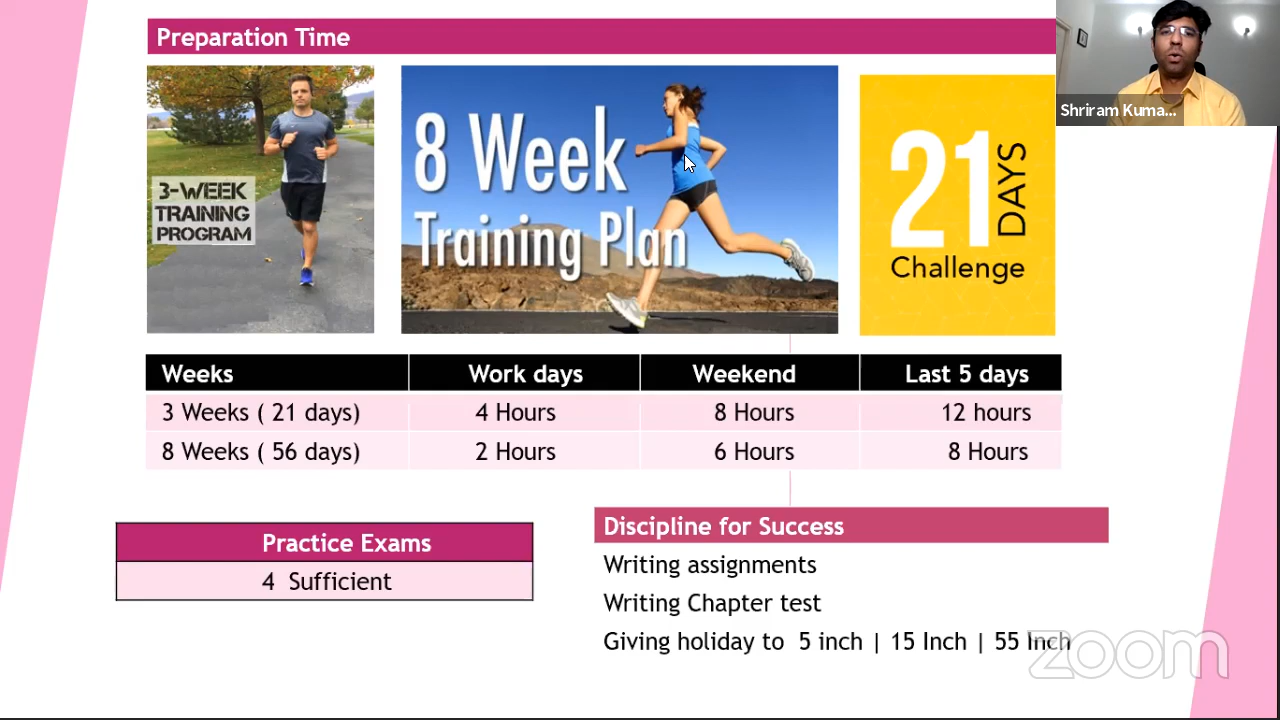 Preparation Time
Shriram Kuma...
3-WEEK
TRAINING
PROGRAM
8 Week
Training Plan
21
DAYS
Challenge
Weeks Work days Weekend Last 5 days
3 Weeks ( 21 days) 4 Hours 8 Hours 12 hours
8 Weeks ( 56 days) 2 Hours 6 Hours 8 Hours
Practice Exams
4 Sufficient
Discipline for Success
Writing assignments
Writing Chapter test
Giving holiday to 5 inch | 15 Inch | 55 Inch
zoom